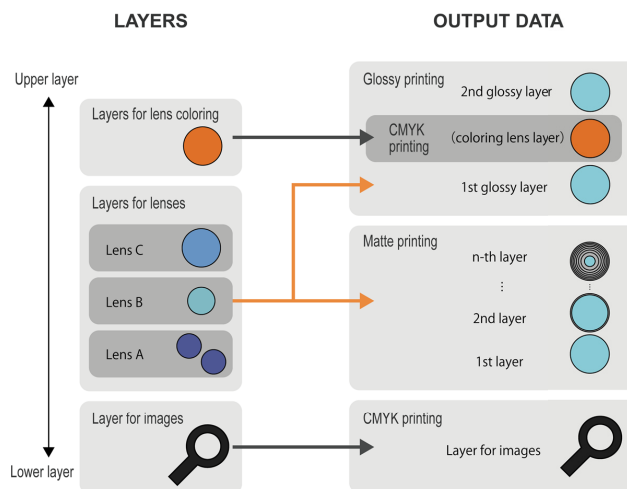 LAYERS
OUTPUT DATA
Upper layer
Lower layer
Layers for lens coloring
Layers for lenses
Lens C
Lens B
Lens A
Layer for images
Glossy printing
2nd glossy layer
CMYK
printing
(coloring lens layer)
1st glossy layer
Matte printing
n-th layer
⋮
2nd layer
1st layer
CMYK printing
Layer for images